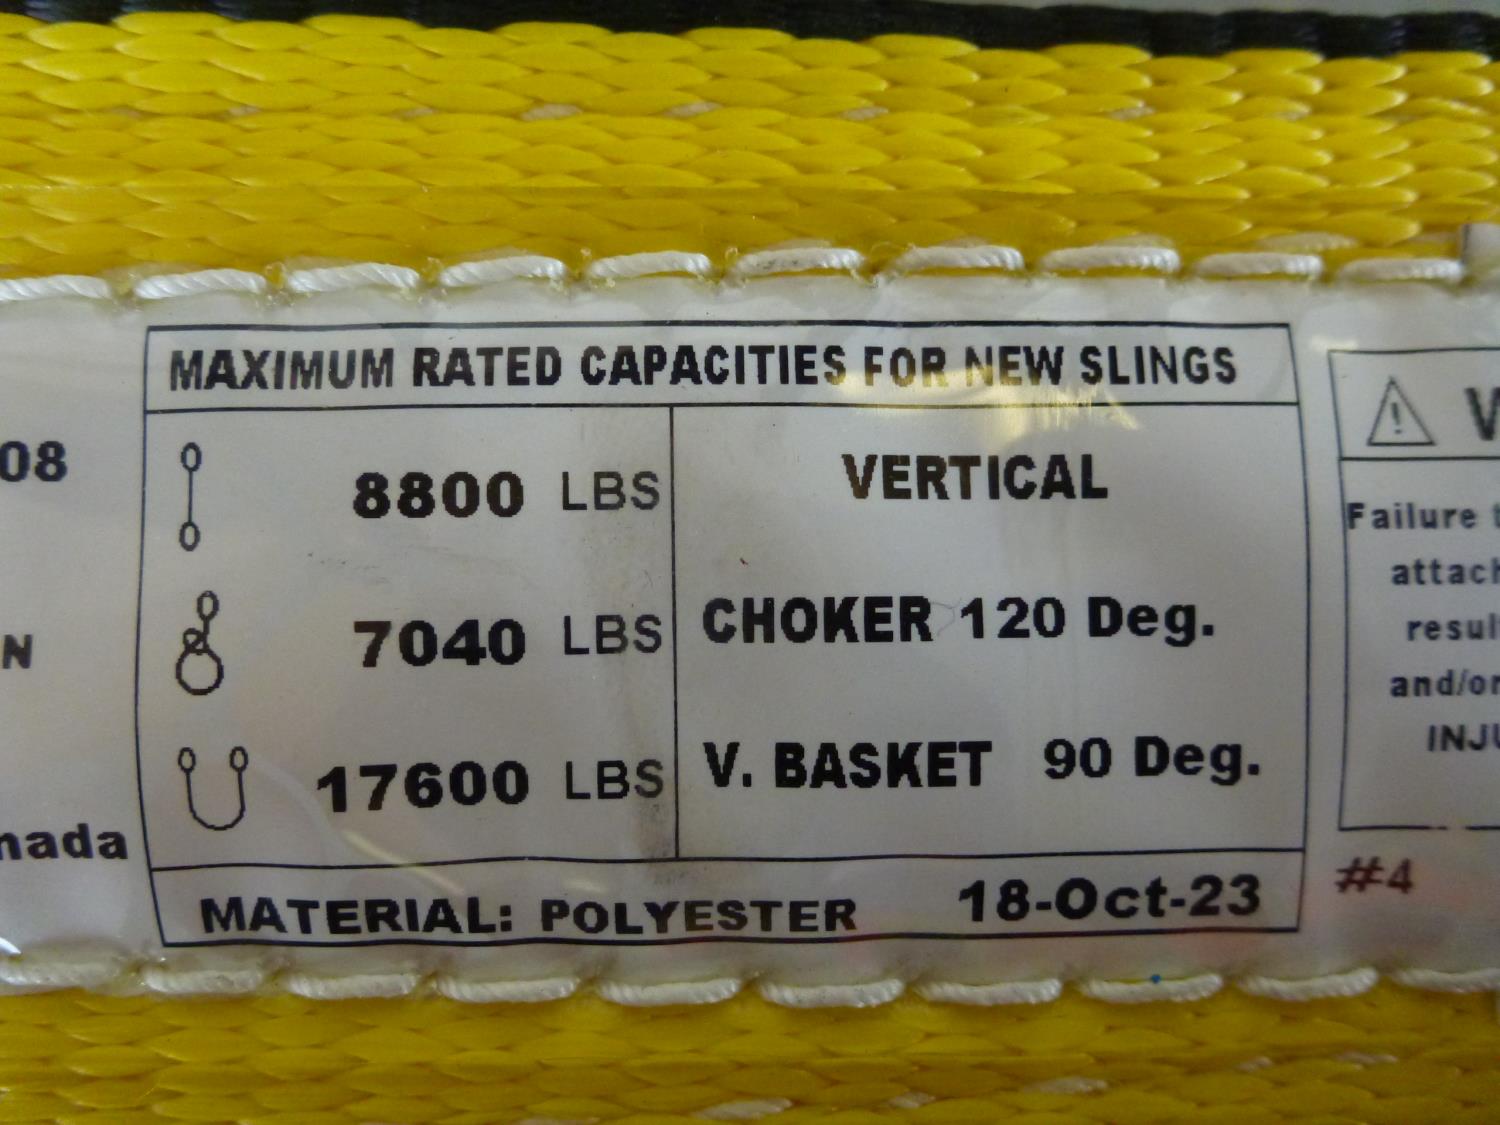 08
N
nada
MAXIMUM RATED CAPACITIES FOR NEW SLINGS
8800 LBS VERTICAL
7040 LBS CHOKER 120 Deg.
17600 LBS V. BASKET 90 Deg.
MATERIAL: POLYESTER 18-Oct-23
Failure
attach
resul
and/or
INJU
#4